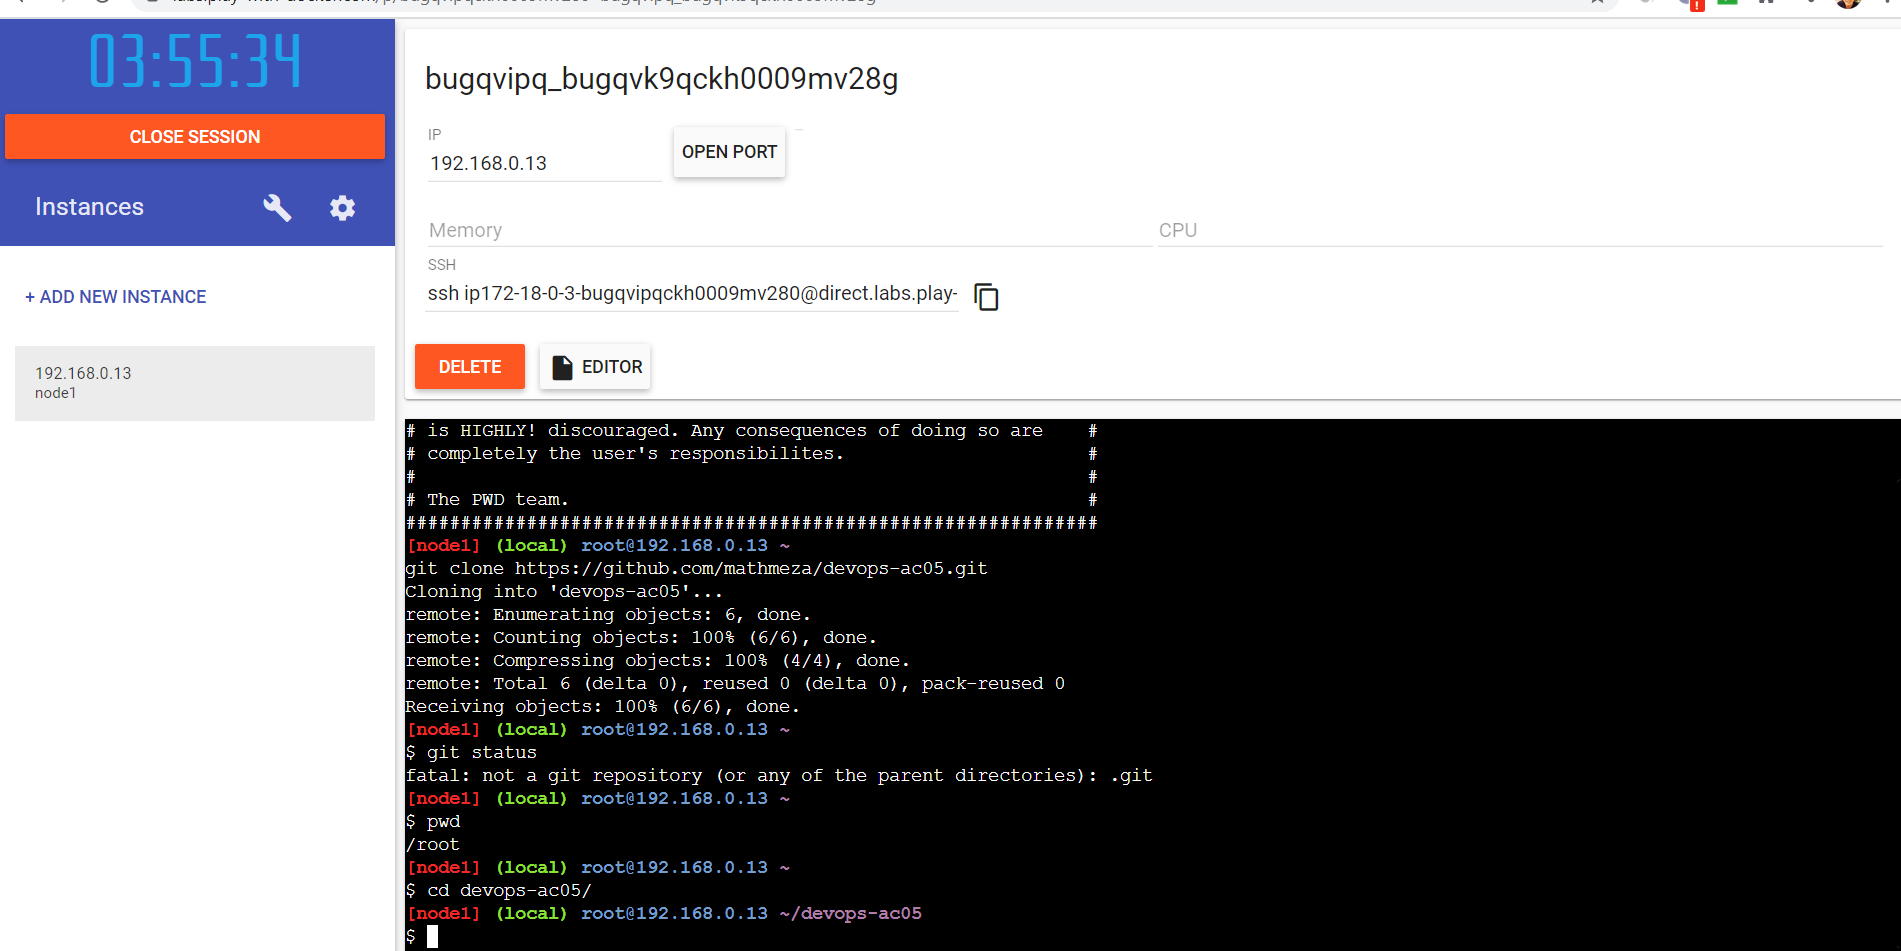 03:55:34
CLOSE SESSION
Instances
+ ADD NEW INSTANCE
192.168.0.13
node1
bugqvipq_bugqvk9qckh0009mv28g
IP
192.168.0.13
OPEN PORT
Memory
CPU
SSH
ssh ip172-18-0-3-bugqvipqckh0009mv280@direct.labs.play-
DELETE
EDITOR
# is HIGHLY! discouraged. Any consequences of doing so are #
# completely the user's responsibilites. #
# #
# The PWD team. #
###############################################################
[node1] (local) root@192.168.0.13 ~
git clone https://github.com/mathmeza/devops-ac05.git
Cloning into 'devops-ac05'...
remote: Enumerating objects: 6, done.
remote: Counting objects: 100% (6/6), done.
remote: Compressing objects: 100% (4/4), done.
remote: Total 6 (delta 0), reused 0 (delta 0), pack-reused 0
Receiving objects: 100% (6/6), done.
[node1] (local) root@192.168.0.13 ~
$ git status
fatal: not a git repository (or any of the parent directories): .git
[node1] (local) root@192.168.0.13 ~
$ pwd
/root
[node1] (local) root@192.168.0.13 ~
$ cd devops-ac05/
[node1] (local) root@192.168.0.13 ~/devops-ac05
$